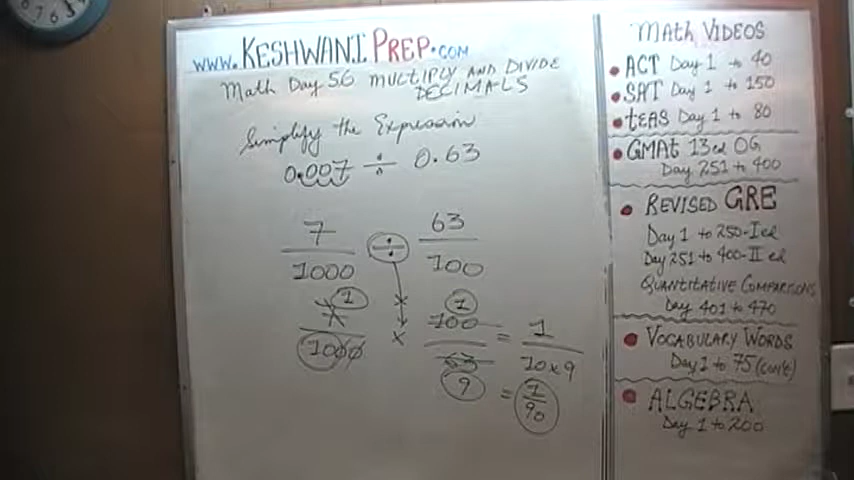 www.KESHWANIPREP.COM
Math Day 56 MULTIPLY AND DIVIDE
DECIMALS
Simplify the Expression
0.007 ÷ 0.63
7 ÷ 63
1000 100
1 1
7 × 100 = 1
1000 63 10×9
9 = 1
90
MATH VIDEOS
• ACT Day 1 to 40
• SAT Day 1 to 150
• tEAS Day 1 to 80
• GMAt 13ed OG
Day 251 to 400
• REVISED GRE
Day 1 to 250-I ed
Day 251 to 400-II ed
QUANTITATIVE COMPARISONS
Day 401 to 470
• VOCABULARY WORDS
Day 1 to 75 (con't)
• ALGEBRA
Day 1 to 200